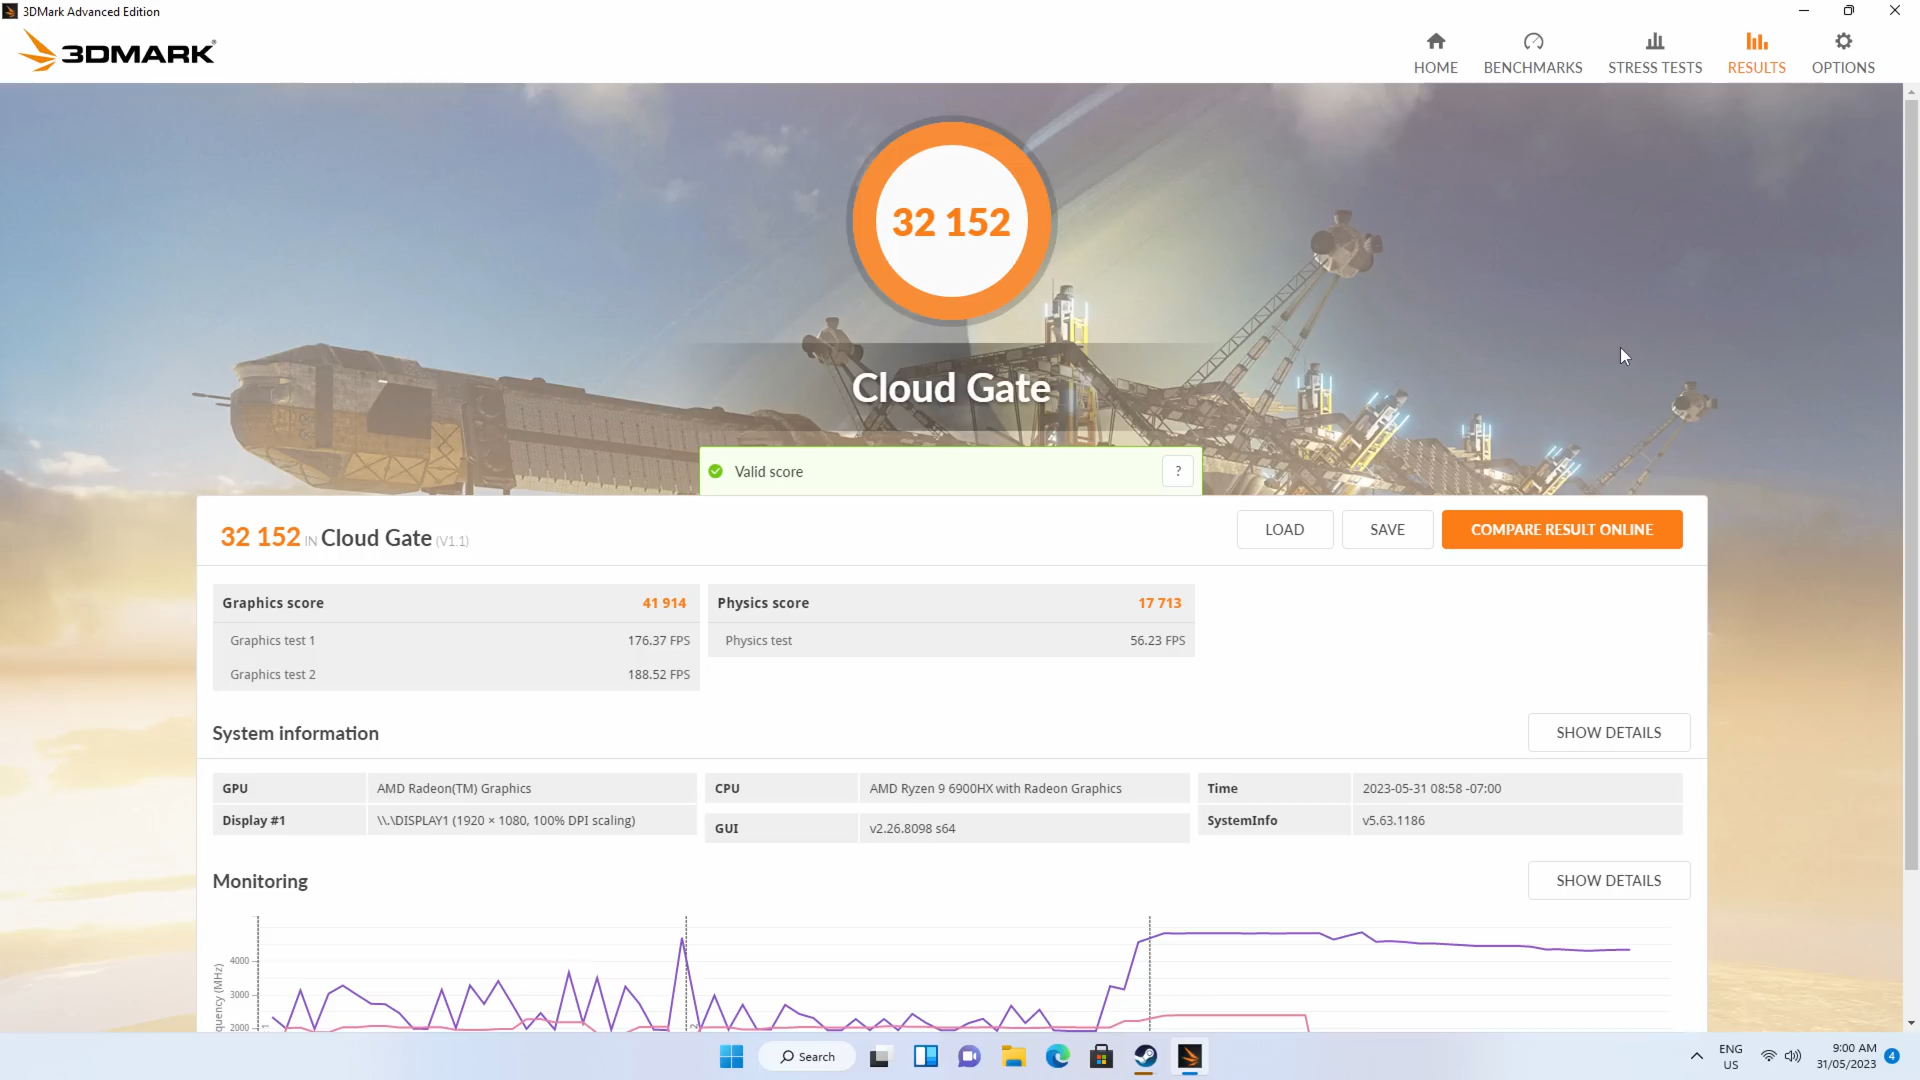 3DMark Advanced Edition
3DMARK
HOME
BENCHMARKS
STRESS TESTS
RESULTS
OPTIONS
32 152
Cloud Gate
Valid score
?
32 152 IN Cloud Gate (V1.1)
LOAD
SAVE
COMPARE RESULT ONLINE
Graphics score 41 914
Graphics test 1 176.37 FPS
Graphics test 2 188.52 FPS
Physics score 17 713
Physics test 56.23 FPS
System information
SHOW DETAILS
GPU AMD Radeon(TM) Graphics
Display #1 \\.\DISPLAY1 (1920 × 1080, 100% DPI scaling)
CPU AMD Ryzen 9 6900HX with Radeon Graphics
GUI v2.26.8098 s64
Time 2023-05-31 08:58 -07:00
SystemInfo v5.63.1186
Monitoring
SHOW DETAILS
4000
3000
2000
quency (MHz)
1
2
Search
ENG
US
9:00 AM
31/05/2023
4